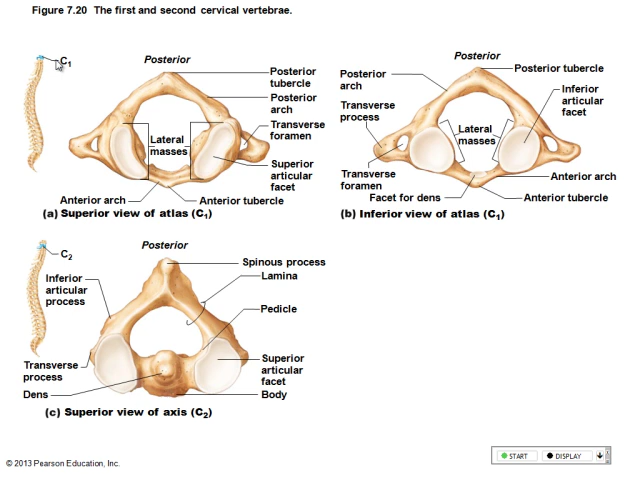 Figure 7.20 The first and second cervical vertebrae.
C1
Posterior
Posterior
tubercle
Posterior
arch
Transverse
foramen
Lateral
masses
Superior
articular
facet
Anterior arch
Anterior tubercle
(a) Superior view of atlas (C1)
Posterior
Posterior
arch
Posterior tubercle
Inferior
articular
facet
Transverse
process
Lateral
masses
Transverse
foramen
Anterior arch
Facet for dens
Anterior tubercle
(b) Inferior view of atlas (C1)
C2
Posterior
Spinous process
Lamina
Inferior
articular
process
Pedicle
Transverse
process
Superior
articular
facet
Dens
Body
(c) Superior view of axis (C2)
© 2013 Pearson Education, Inc.
START
DISPLAY